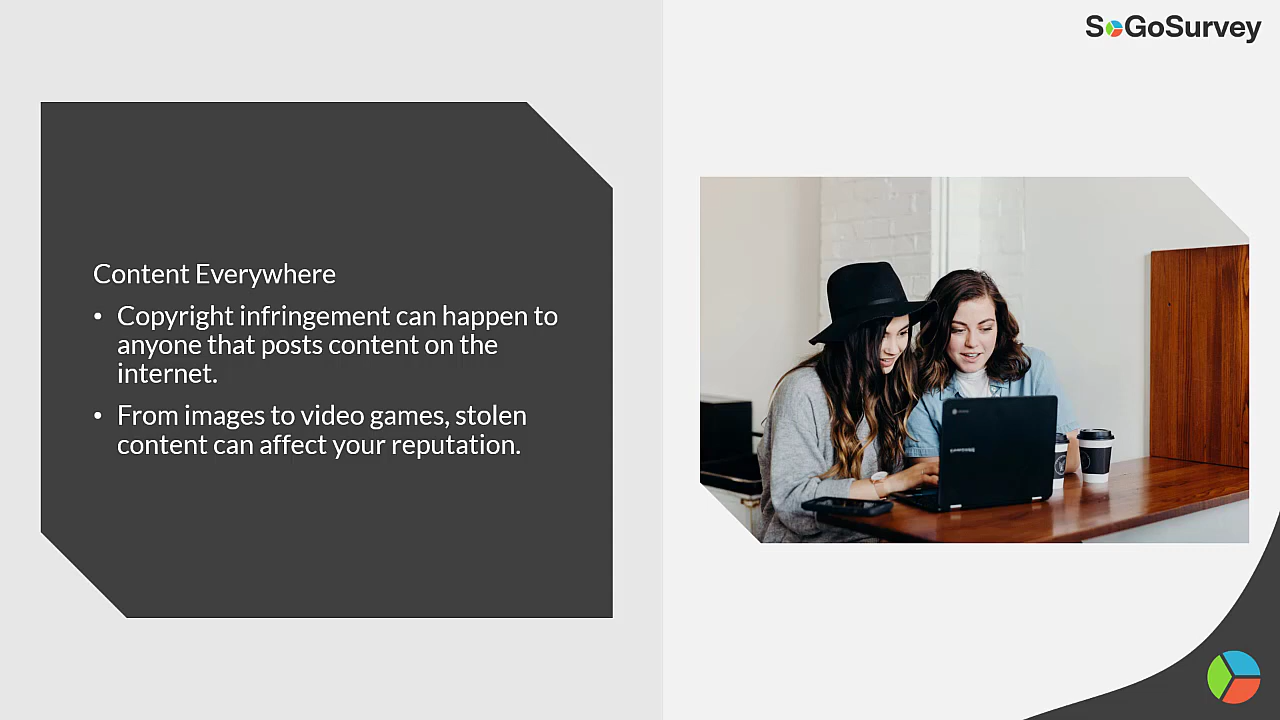 SoGoSurvey
Content Everywhere
• Copyright infringement can happen to
anyone that posts content on the
internet.
• From images to video games, stolen
content can affect your reputation.
SAMSUNG